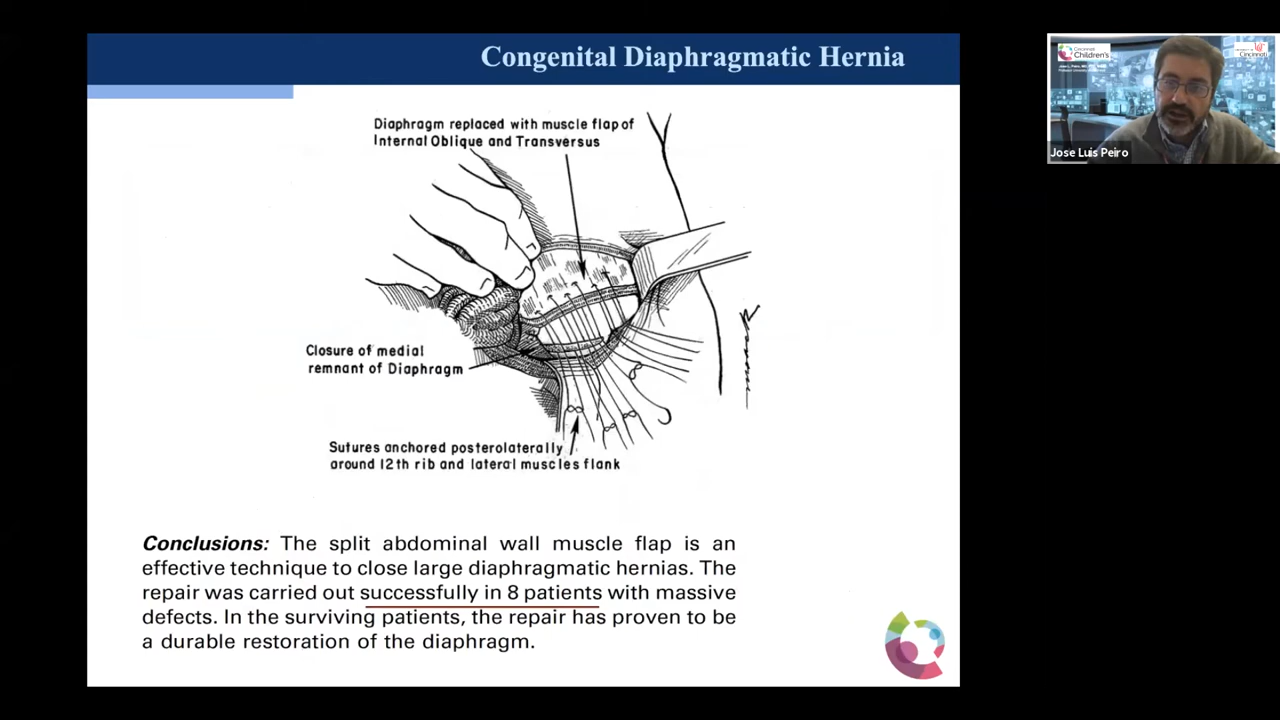 Congenital Diaphragmatic Hernia
Diaphragm replaced with muscle flap of
Internal Oblique and Transversus
Closure of medial
remnant of Diaphragm
Sutures anchored posterolaterally
around 12th rib and lateral muscles flank
Conclusions: The split abdominal wall muscle flap is an
effective technique to close large diaphragmatic hernias. The
repair was carried out successfully in 8 patients with massive
defects. In the surviving patients, the repair has proven to be
a durable restoration of the diaphragm.
Cincinnati
Children's
Cincinnati
Jose Luis Peiro